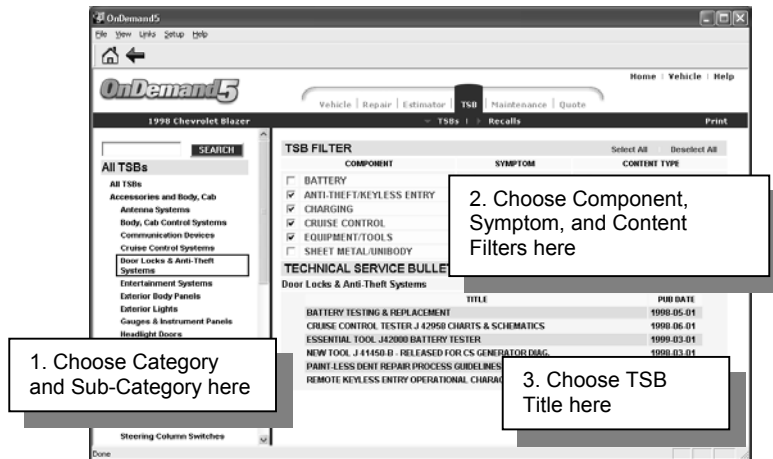 OnDemand5
File View Links Setup Help
OnDemand5
Home Vehicle Help
Vehicle Repair Estimator TSB Maintenance Quote
1998 Chevrolet Blazer
TSBs Recalls
Print
SEARCH
All TSBs
All TSBs
Accessories and Body, Cab
Antenna Systems
Body, Cab Control Systems
Communication Devices
Cruise Control Systems
Door Locks & Anti-Theft
Systems
Entertainment Systems
Exterior Body Panels
Exterior Lights
Gauges & Instrument Panels
Headlight Doors
Steering Column Switches
TSB FILTER
Select All Deselect All
COMPONENT SYMPTOM CONTENT TYPE
BATTERY
ANTI-THEFT/KEYLESS ENTRY
CHARGING
CRUISE CONTROL
EQUIPMENT/TOOLS
SHEET METAL/UNIBODY
TECHNICAL SERVICE BULLET
Door Locks & Anti-Theft Systems
TITLE PUB DATE
BATTERY TESTING & REPLACEMENT 1998-05-01
CRUISE CONTROL TESTER J 42958 CHARTS & SCHEMATICS 1998-06-01
ESSENTIAL TOOL J42000 BATTERY TESTER 1999-03-01
NEW TOOL J-41450-B - RELEASED FOR CS GENERATOR DIAG. 1998-03-01
PAINT-LESS DENT REPAIR PROCESS GUIDELINES
REMOTE KEYLESS ENTRY OPERATIONAL CHARAC
1. Choose Category
and Sub-Category here
2. Choose Component,
Symptom, and Content
Filters here
3. Choose TSB
Title here
Done